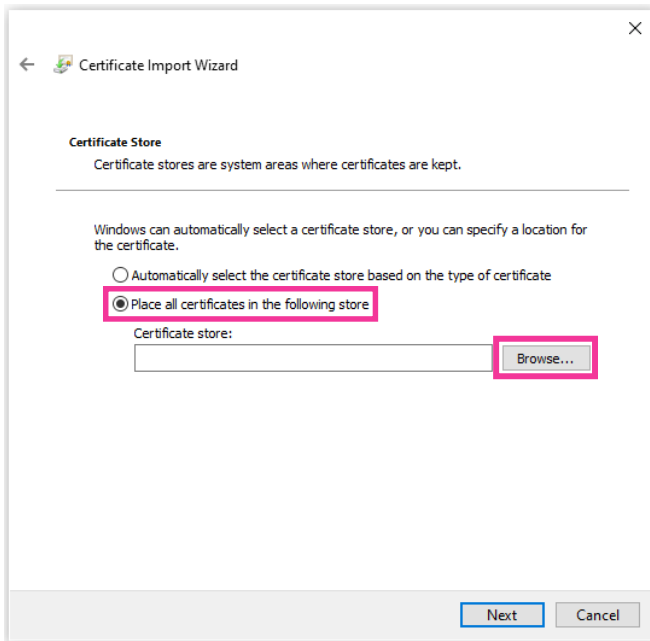 Certificate Import Wizard
Certificate Store
Certificate stores are system areas where certificates are kept.
Windows can automatically select a certificate store, or you can specify a location for
the certificate.
Automatically select the certificate store based on the type of certificate
Place all certificates in the following store
Certificate store:
Browse...
Next
Cancel